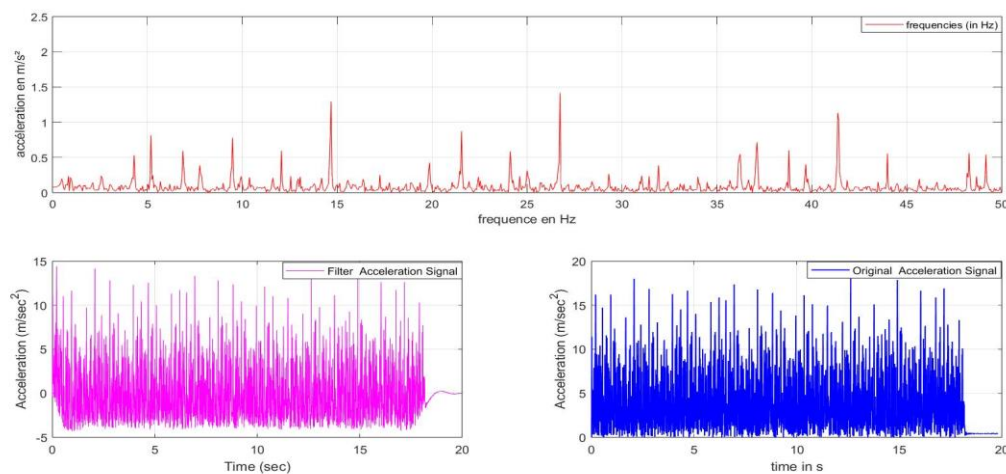 2.5
2
1.5
1
0.5
0
accéleration en m/s²
frequencies (in Hz)
0 5 10 15 20 25 30 35 40 45 50
frequence en Hz
15
10
5
0
-5
Acceleration (m/sec²)
Filter Acceleration Signal
0 5 10 15 20
Time (sec)
20
15
10
5
0
Acceleration (m/sec²)
Original Acceleration Signal
0 5 10 15 20
time in s